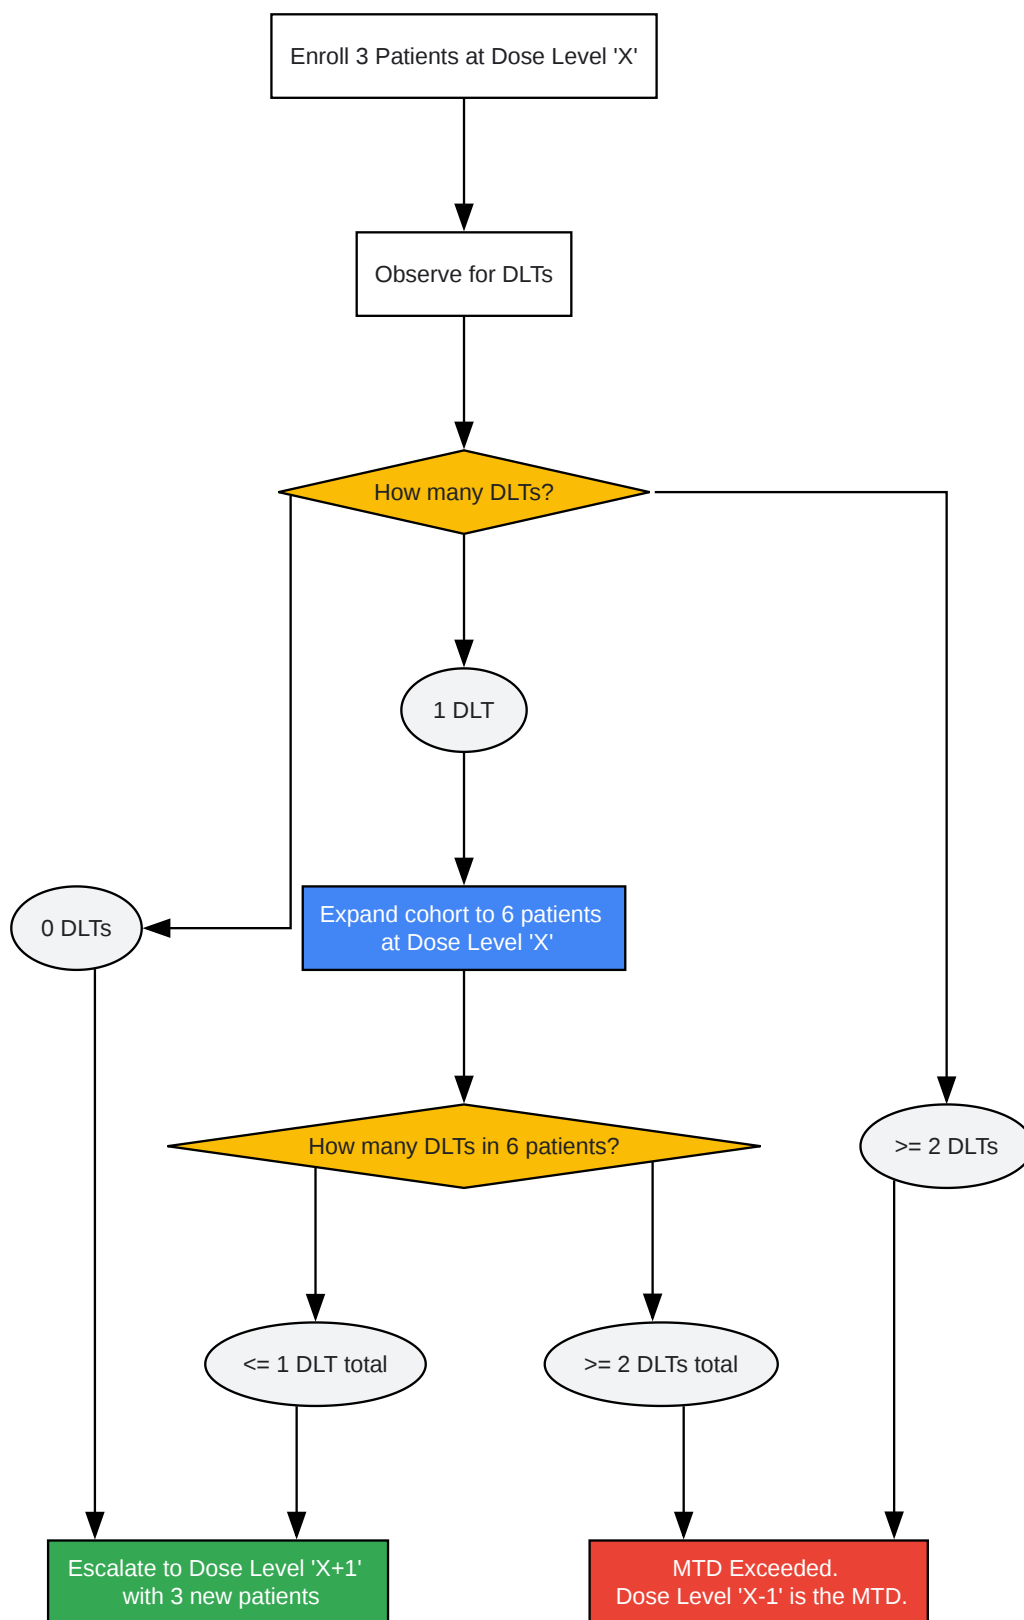 Enroll 3 Patients at Dose Level 'X'
Observe for DLTs
How many DLTs?
1 DLT
0 DLTs
Expand cohort to 6 patients
at Dose Level 'X'
How many DLTs in 6 patients?
>= 2 DLTs
<= 1 DLT total
>= 2 DLTs total
Escalate to Dose Level 'X+1'
with 3 new patients
MTD Exceeded.
Dose Level 'X-1' is the MTD.